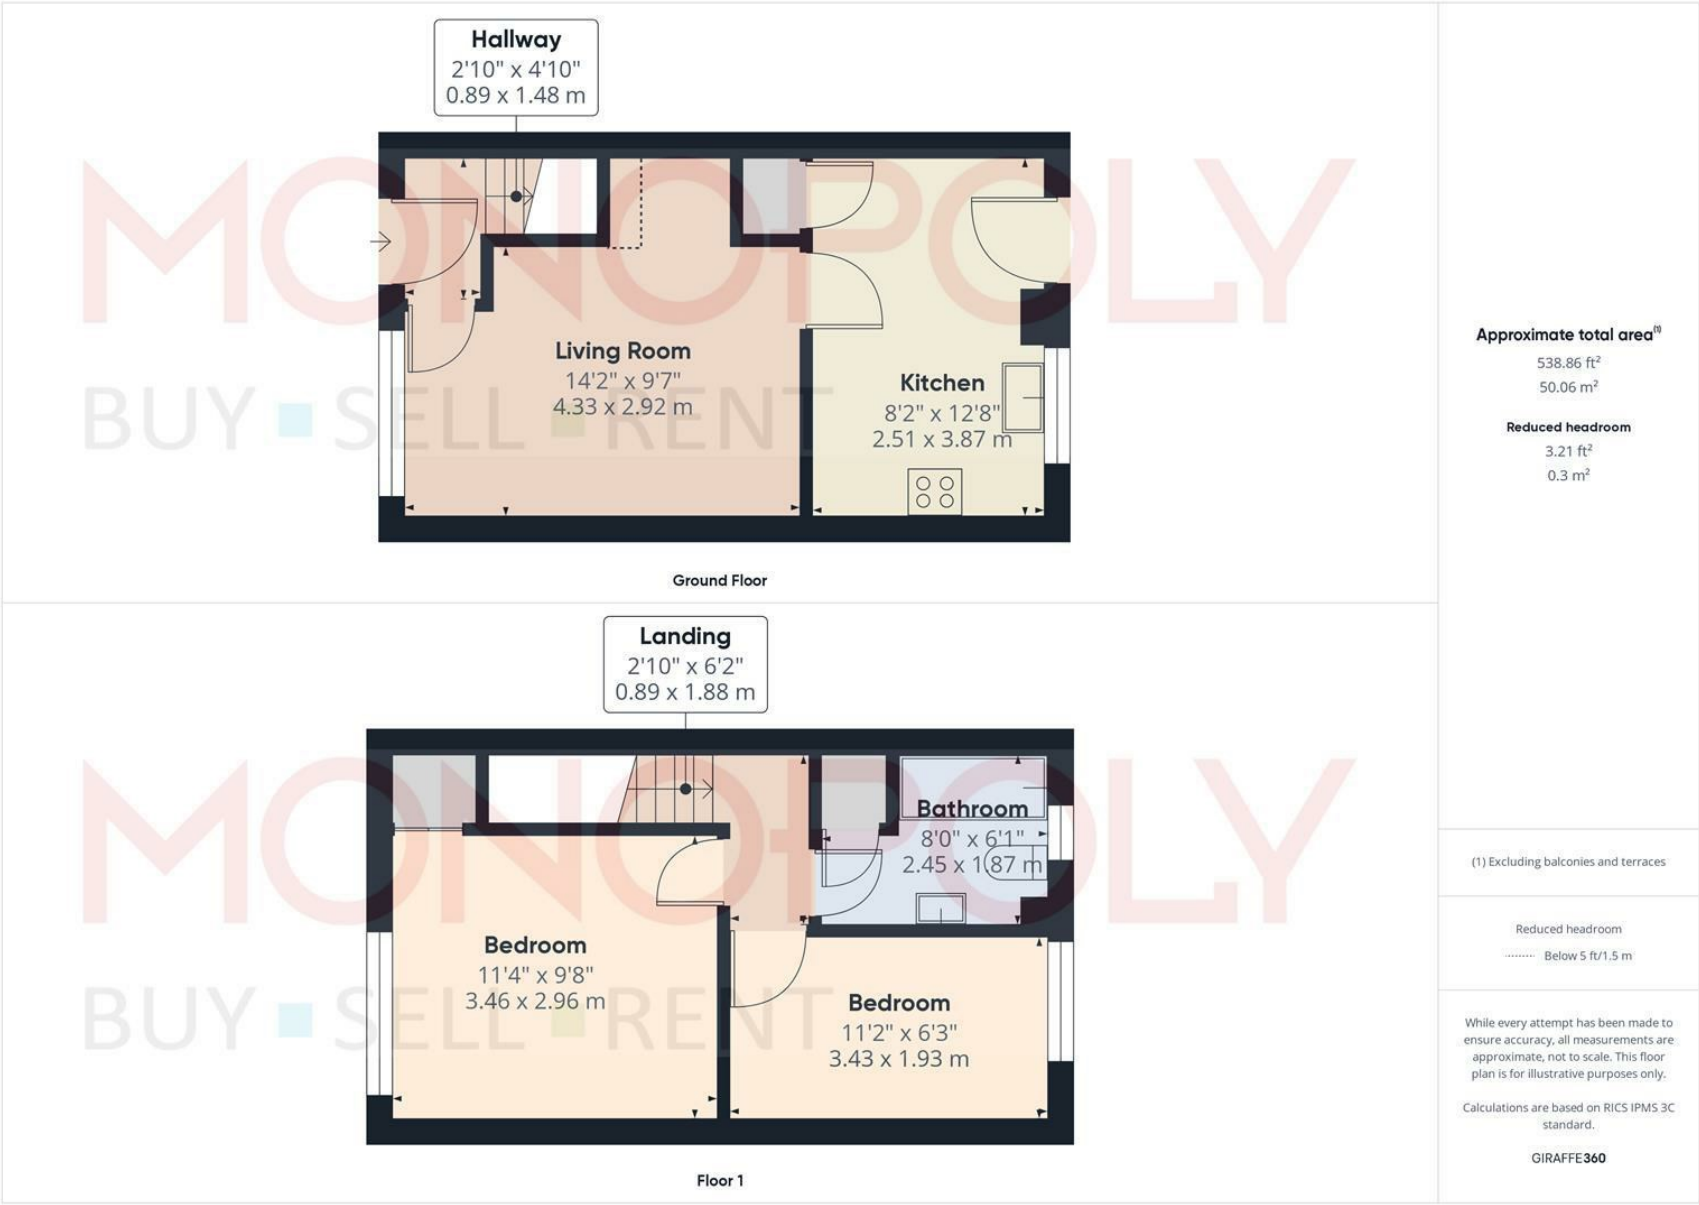 Hallway
2'10" x 4'10"
0.89 x 1.48 m
MONOPOLY
BUY SELL RENT
Living Room
14'2" x 9'7"
4.33 x 2.92 m
Kitchen
8'2" x 12'8"
2.51 x 3.87 m
Ground Floor
Landing
2'10" x 6'2"
0.89 x 1.88 m
MONOPOLY
BUY SELL RENT
Bathroom
8'0" x 6'1"
2.45 x 1.87 m
Bedroom
11'4" x 9'8"
3.46 x 2.96 m
Bedroom
11'2" x 6'3"
3.43 x 1.93 m
Floor 1
Approximate total area(1)
538.86 ft²
50.06 m²
Reduced headroom
3.21 ft²
0.3 m²
(1) Excluding balconies and terraces
Reduced headroom
Below 5 ft/1.5 m
While every attempt has been made to
ensure accuracy, all measurements are
approximate, not to scale. This floor
plan is for illustrative purposes only.
Calculations are based on RICS IPMS 3C
standard.
GIRAFFE360